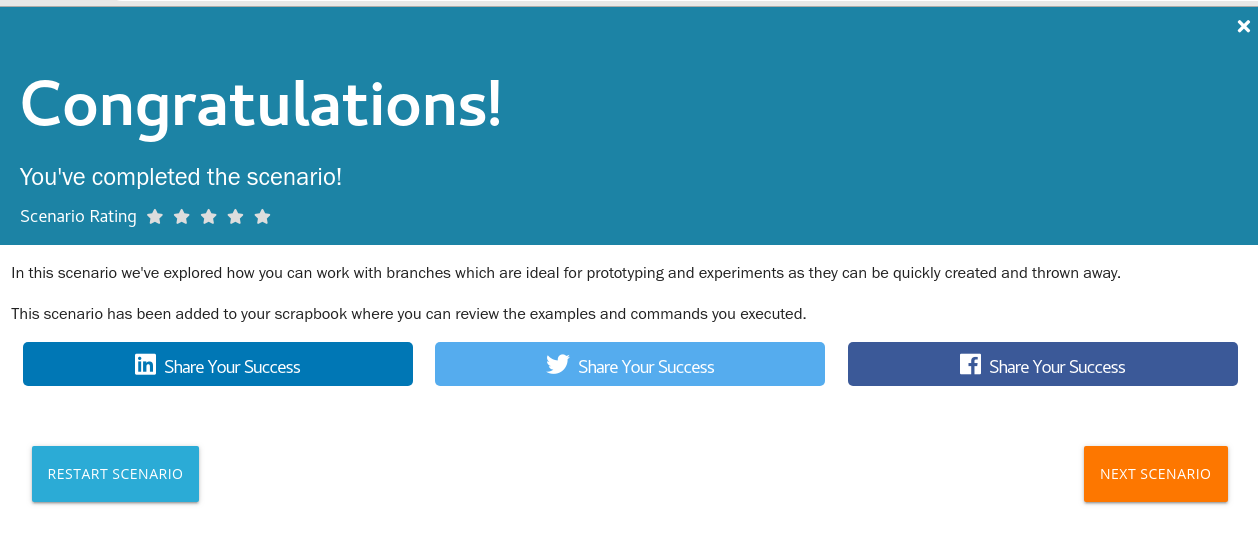 Congratulations!
You've completed the scenario!
Scenario Rating
In this scenario we've explored how you can work with branches which are ideal for prototyping and experiments as they can be quickly created and thrown away.
This scenario has been added to your scrapbook where you can review the examples and commands you executed.
Share Your Success
Share Your Success
Share Your Success
RESTART SCENARIO
NEXT SCENARIO